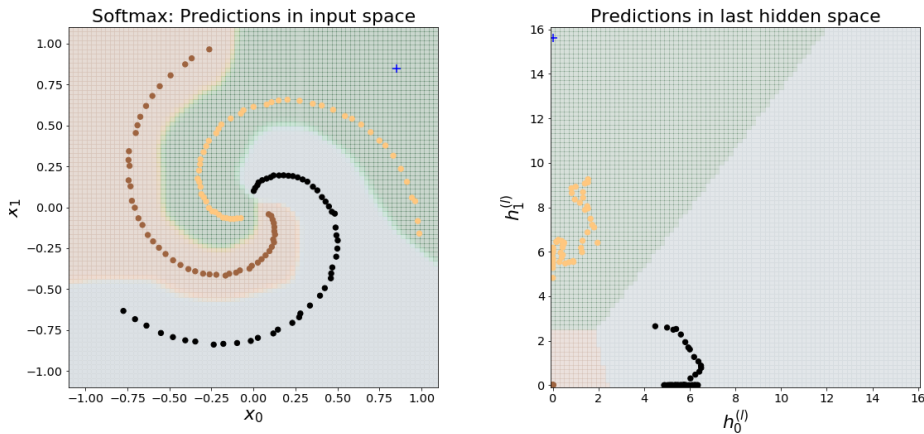 Softmax: Predictions in input space
1.00
0.75
0.50
0.25
0.00
-0.25
-0.50
-0.75
-1.00
x1
-1.00 -0.75 -0.50 -0.25 0.00 0.25 0.50 0.75 1.00
x0
Predictions in last hidden space
16
14
12
10
8
6
4
2
0
h1(l)
0 2 4 6 8 10 12 14 16
h0(l)